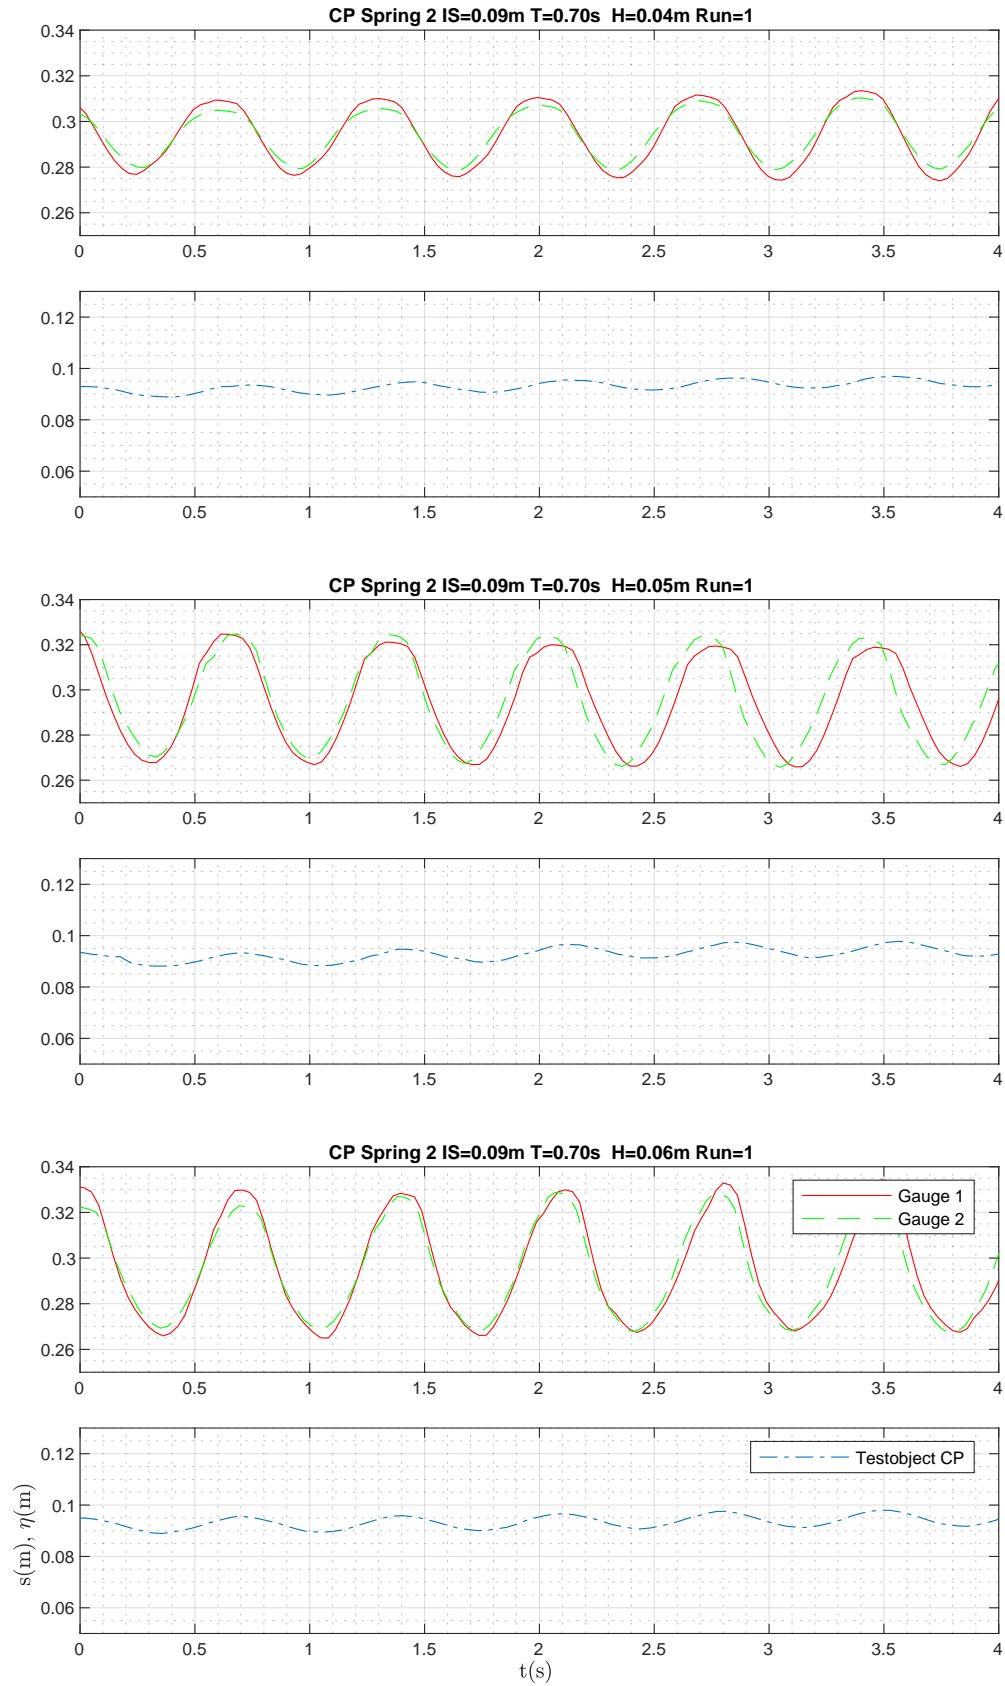 CP Spring 2 IS=0.09m T=0.70s  H=0.04m Run=1
0.34
0.32
0.3
0.28
0.26
0 0.5 1 1.5 2 2.5 3 3.5 4
0.12
0.1
0.08
0.06
0 0.5 1 1.5 2 2.5 3 3.5 4
CP Spring 2 IS=0.09m T=0.70s  H=0.05m Run=1
0.34
0.32
0.3
0.28
0.26
0 0.5 1 1.5 2 2.5 3 3.5 4
0.12
0.1
0.08
0.06
0 0.5 1 1.5 2 2.5 3 3.5 4
CP Spring 2 IS=0.09m T=0.70s  H=0.06m Run=1
0.34
0.32
0.3
0.28
0.26
Gauge 1
Gauge 2
0 0.5 1 1.5 2 2.5 3 3.5 4
0.12
0.1
0.08
0.06
Testobject CP
s(m), η(m)
0 0.5 1 1.5 2 2.5 3 3.5 4
t(s)